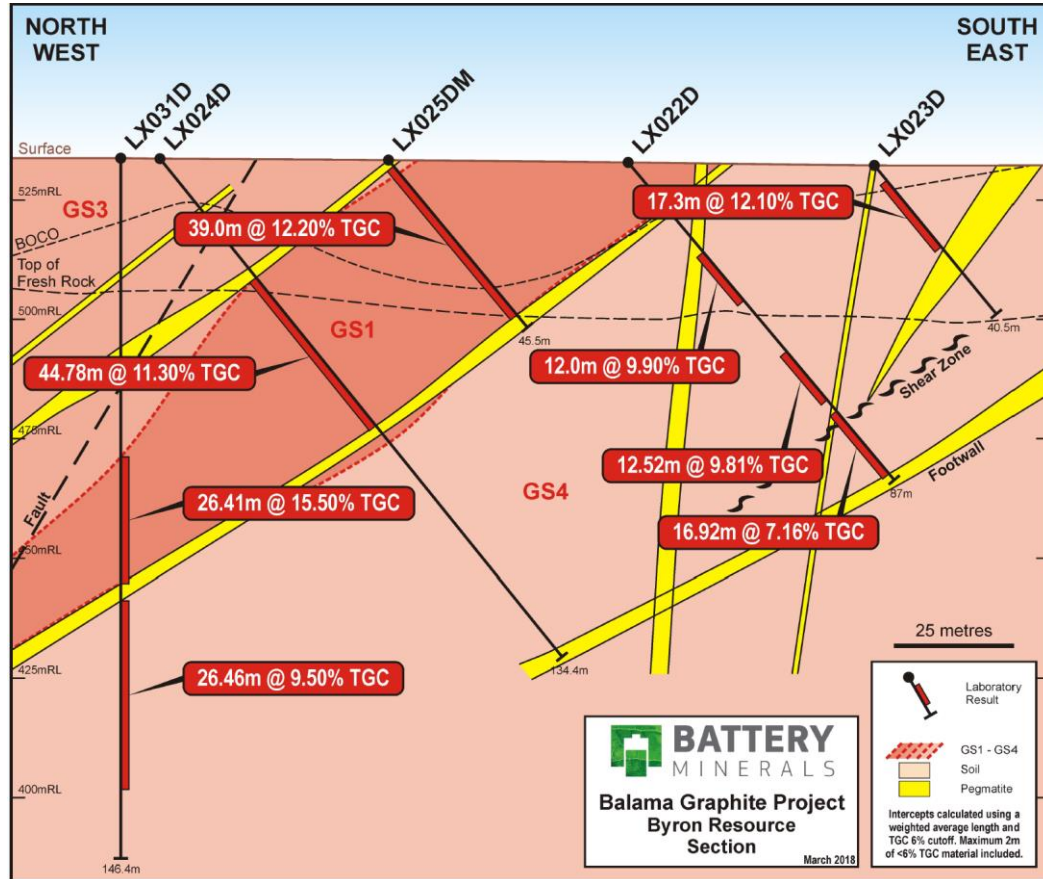 NORTH
WEST
SOUTH
EAST
LX031D
LX024D
LX025DM
LX022D
LX023D
Surface
525mRL
GS3
BOCO
Top of
Fresh Rock
500mRL
39.0m @ 12.20% TGC
17.3m @ 12.10% TGC
GS1
45.5m
40.5m
44.78m @ 11.30% TGC
12.0m @ 9.90% TGC
Shear Zone
475mRL
12.52m @ 9.81% TGC
Footwall
GS4
87m
Fault
26.41m @ 15.50% TGC
16.92m @ 7.16% TGC
450mRL
25 metres
425mRL
134.4m
26.46m @ 9.50% TGC
400mRL
146.4m
BATTERY
MINERALS
Balama Graphite Project
Byron Resource
Section
March 2018
Laboratory
Result
GS1 - GS4
Soil
Pegmatite
Intercepts calculated using a
weighted average length and
TGC 6% cutoff. Maximum 2m
of <6% TGC material included.